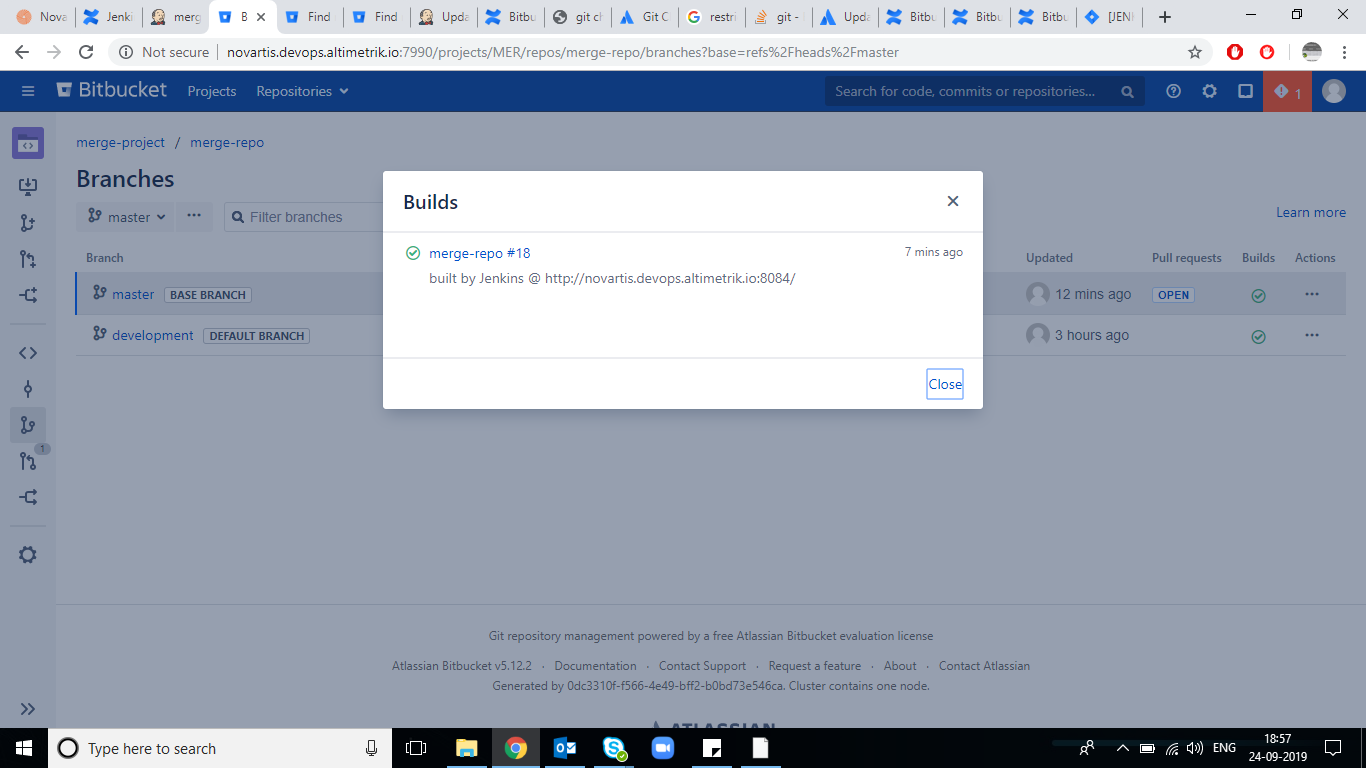 Nova
Jenki
merg
B
Find
Find
Upda
Bitbu
git cl
Git C
restri
git -
Upda
Bitbu
Bitbu
Bitbu
[JENI
Not secure
novartis.devops.altimetrik.io:7990/projects/MER/repos/merge-repo/branches?base=refs%2Fheads%2Fmaster
Bitbucket Projects Repositories Search for code, commits or repositories... 1
merge-project / merge-repo
Branches
master ... Filter branches Learn more
Branch Updated Pull requests Builds Actions
master BASE BRANCH 12 mins ago OPEN ...
development DEFAULT BRANCH 3 hours ago ...
1
Builds
merge-repo #18 7 mins ago
built by Jenkins @ http://novartis.devops.altimetrik.io:8084/
Close
Git repository management powered by a free Atlassian Bitbucket evaluation license
Atlassian Bitbucket v5.12.2 · Documentation · Contact Support · Request a feature · About · Contact Atlassian
Generated by 0dc3310f-f566-4e49-bff2-b0bd73e546ca. Cluster contains one node.
ATLASSIAN
Type here to search
ENG
18:57
24-09-2019